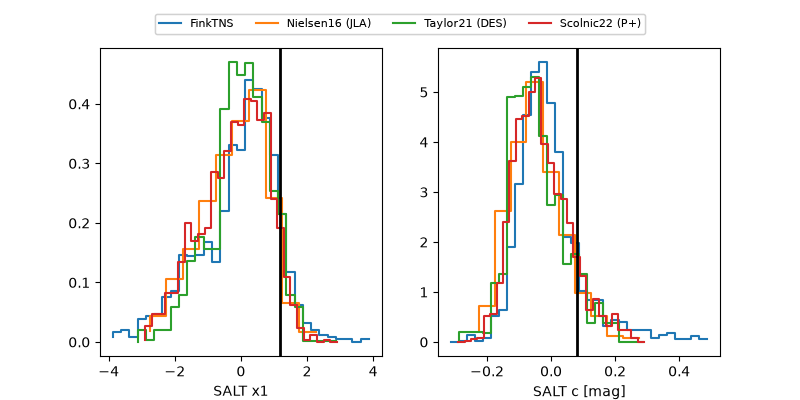 FinkTNS Nielsen16 (JLA) Taylor21 (DES) Scolnic22 (P+)
0.4
0.3
0.2
0.1
0.0
−4 −2 0 2 4
SALT x1
5
4
3
2
1
0
−0.2 0.0 0.2 0.4
SALT c [mag]